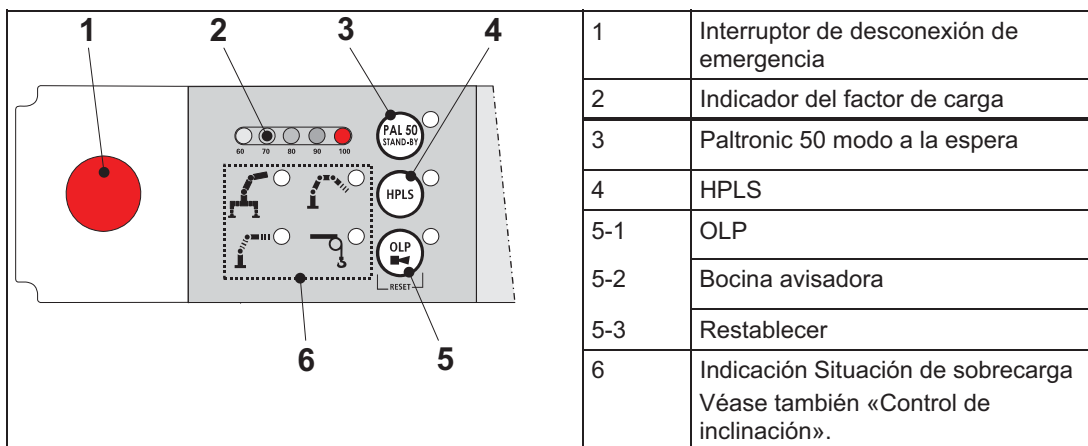 1 2 3 4
PAL 50
STAND-BY
60 70 80 90 100
HPLS
OLP
RESET
6 5
1 Interruptor de desconexión de
emergencia
2 Indicador del factor de carga
3 Paltronic 50 modo a la espera
4 HPLS
5-1 OLP
5-2 Bocina avisadora
5-3 Restablecer
6 Indicación Situación de sobrecarga
Véase también «Control de
inclinación».